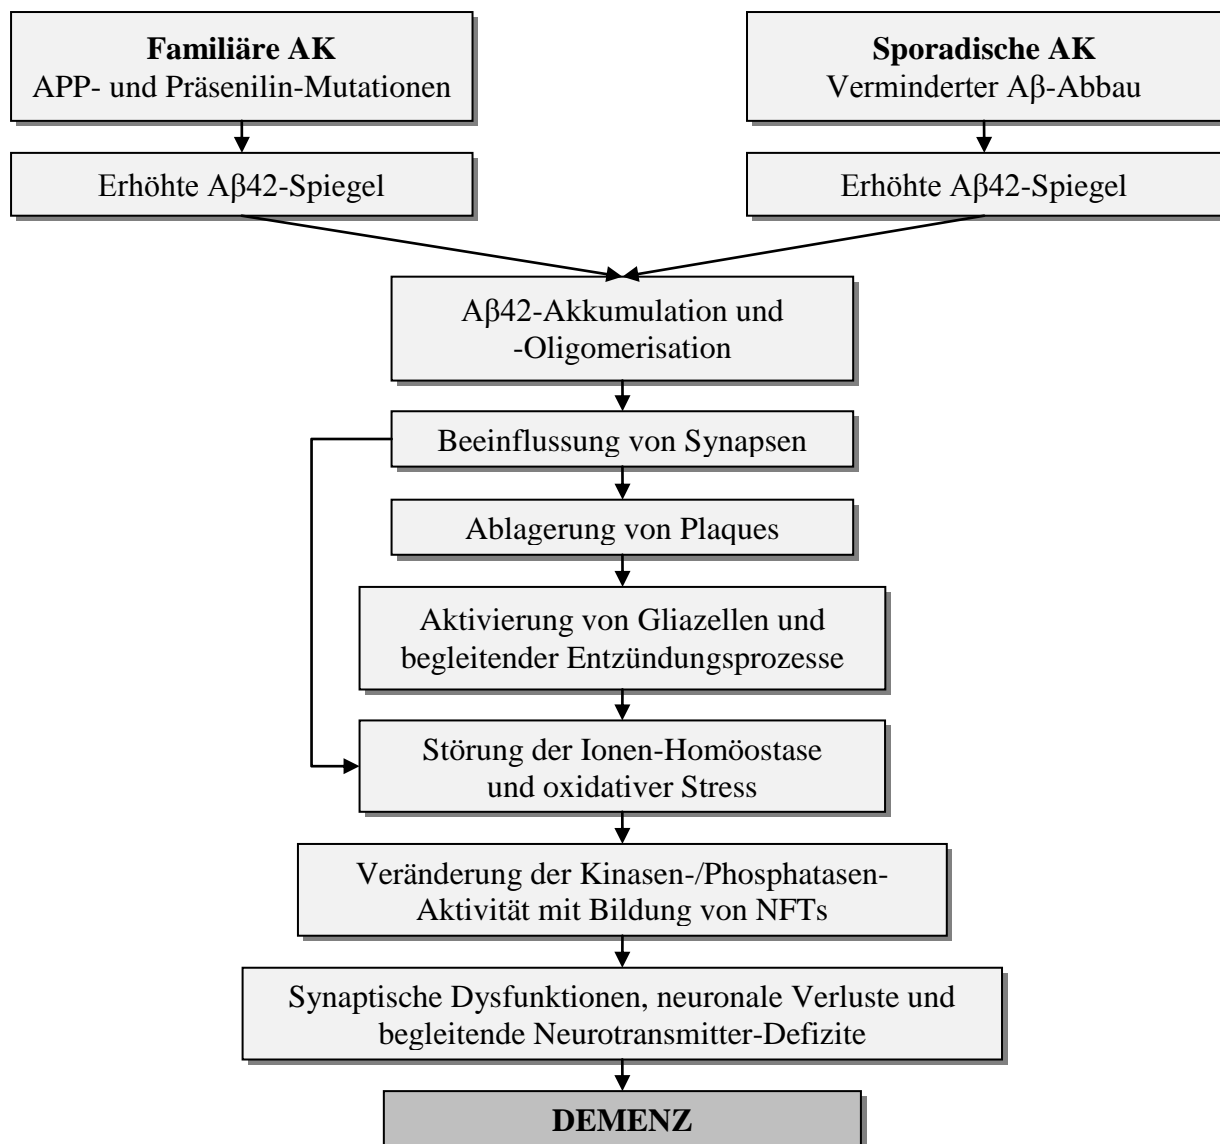 Familiäre AK
APP- und Präsenilin-Mutationen
Sporadische AK
Verminderter Aβ-Abbau
Erhöhte Aβ42-Spiegel
Erhöhte Aβ42-Spiegel
Aβ42-Akkumulation und
-Oligomerisation
Beeinflussung von Synapsen
Ablagerung von Plaques
Aktivierung von Gliazellen und
begleitender Entzündungsprozesse
Störung der Ionen-Homöostase
und oxidativer Stress
Veränderung der Kinasen-/Phosphatasen-
Aktivität mit Bildung von NFTs
Synaptische Dysfunktionen, neuronale Verluste und
begleitende Neurotransmitter-Defizite
DEMENZ